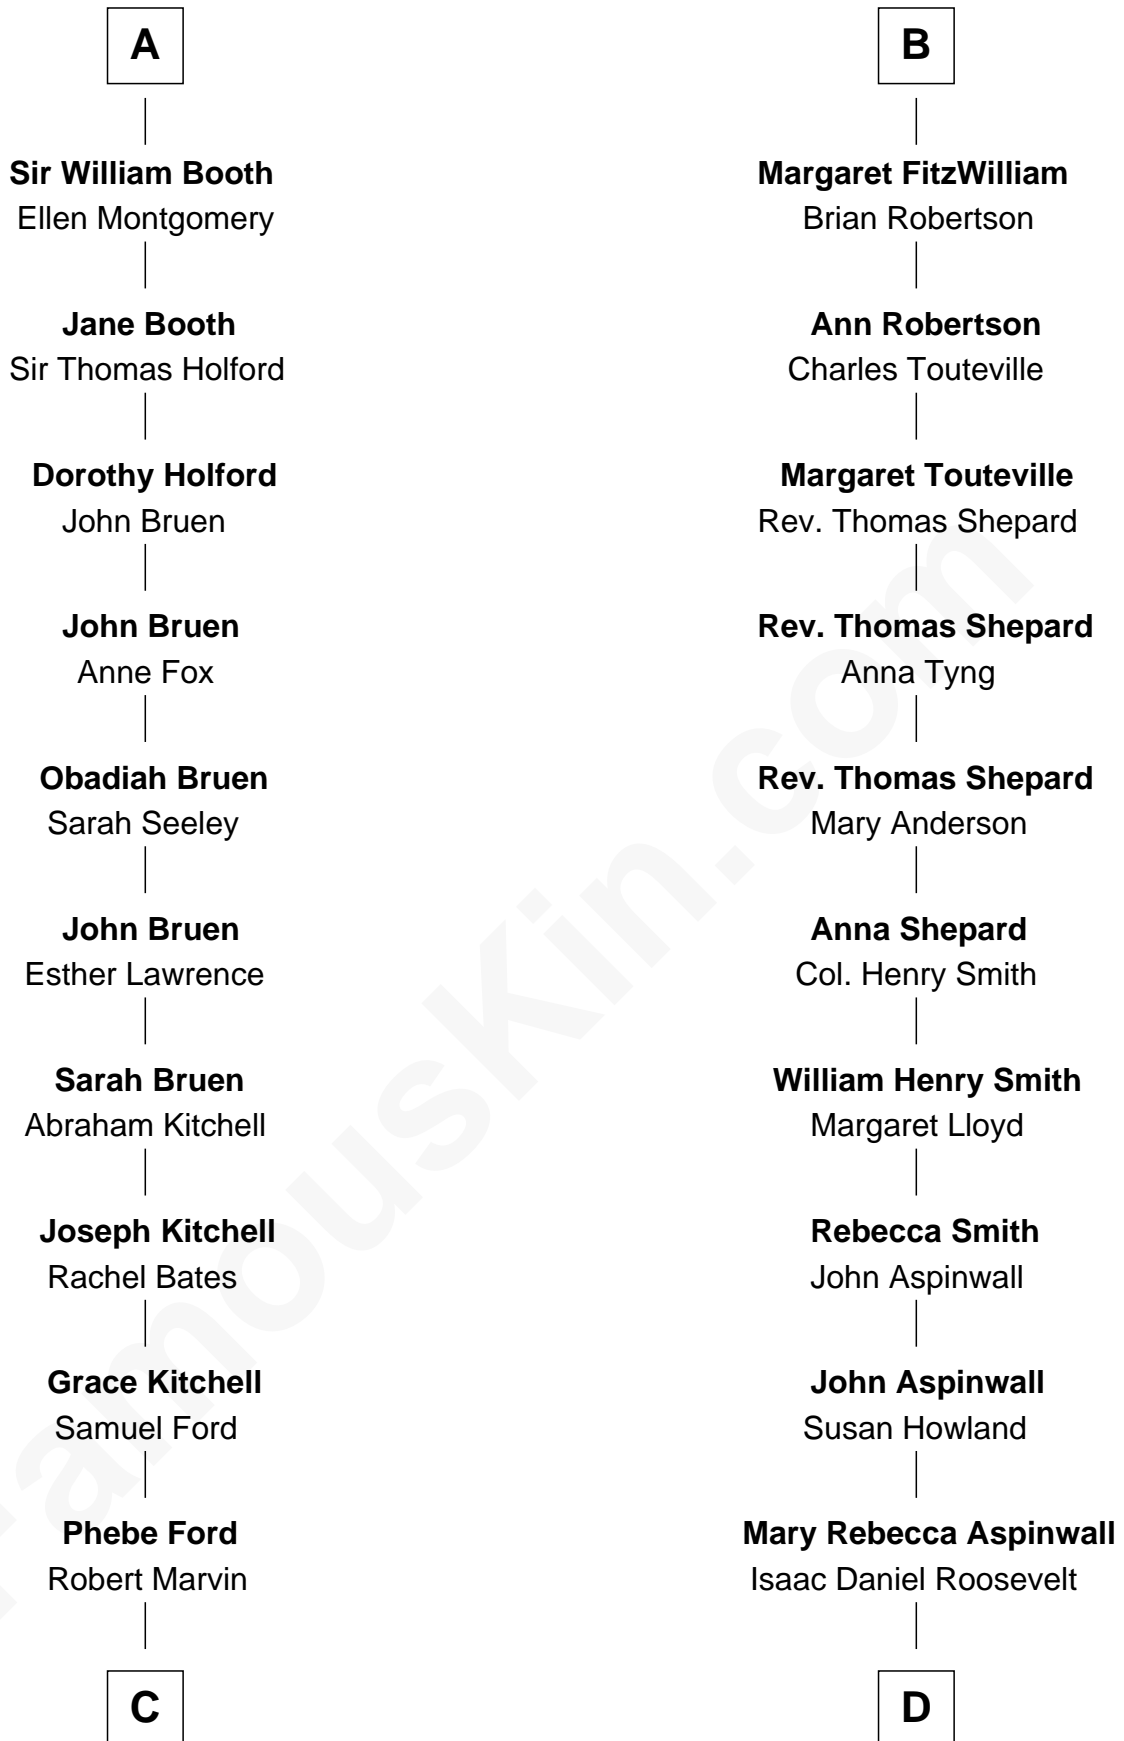 A
Sir William Booth
Ellen Montgomery
Jane Booth
Sir Thomas Holford
Dorothy Holford
John Bruen
John Bruen
Anne Fox
Obadiah Bruen
Sarah Seeley
John Bruen
Esther Lawrence
Sarah Bruen
Abraham Kitchell
Joseph Kitchell
Rachel Bates
Grace Kitchell
Samuel Ford
Phebe Ford
Robert Marvin
C
B
Margaret FitzWilliam
Brian Robertson
Ann Robertson
Charles Touteville
Margaret Touteville
Rev. Thomas Shepard
Rev. Thomas Shepard
Anna Tyng
Rev. Thomas Shepard
Mary Anderson
Anna Shepard
Col. Henry Smith
William Henry Smith
Margaret Lloyd
Rebecca Smith
John Aspinwall
John Aspinwall
Susan Howland
Mary Rebecca Aspinwall
Isaac Daniel Roosevelt
D
FamousKin.com